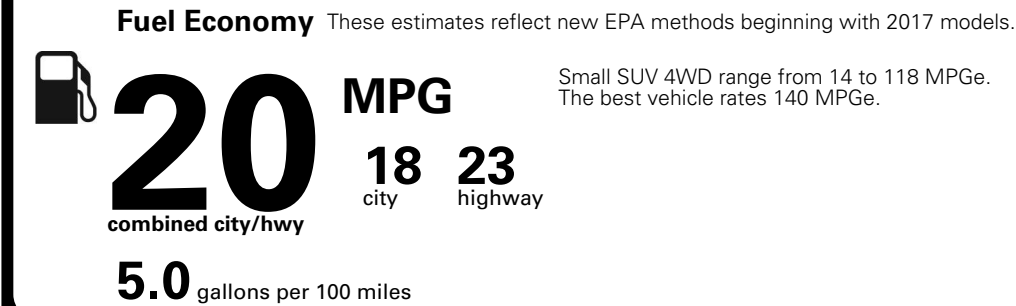 Fuel Economy These estimates reflect new EPA methods beginning with 2017 models.
20 MPG
Small SUV 4WD range from 14 to 118 MPGe.
The best vehicle rates 140 MPGe.
18 23
city highway
combined city/hwy
5.0 gallons per 100 miles